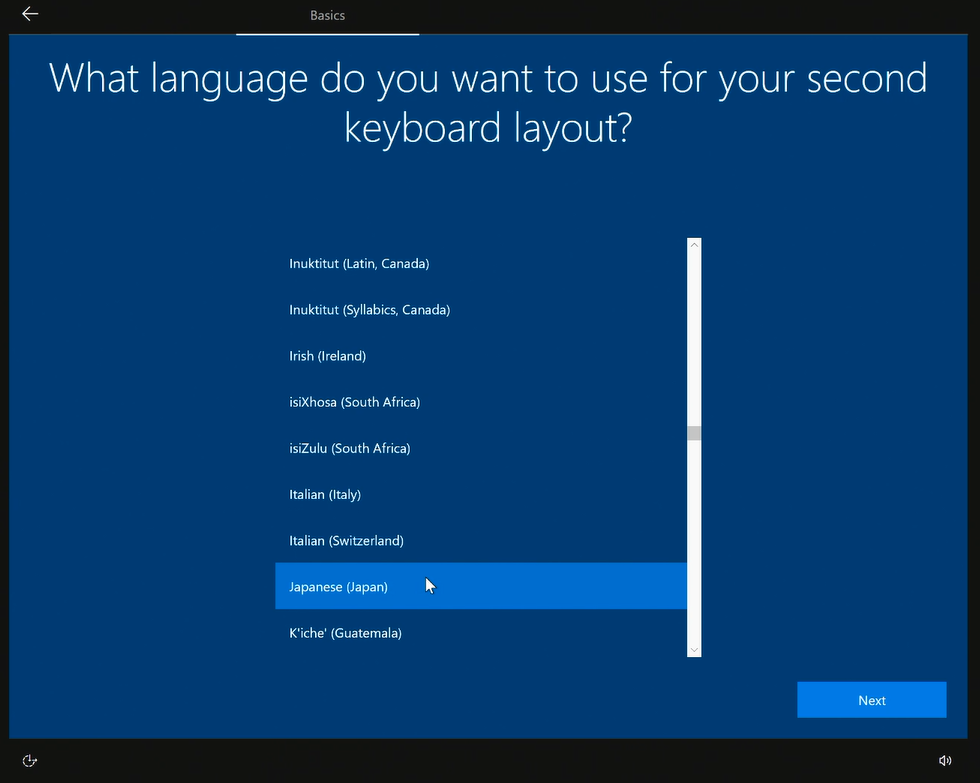 Basics
What language do you want to use for your second
keyboard layout?
Inuktitut (Latin, Canada)
Inuktitut (Syllabics, Canada)
Irish (Ireland)
isiXhosa (South Africa)
isiZulu (South Africa)
Italian (Italy)
Italian (Switzerland)
Japanese (Japan)
K'iche' (Guatemala)
Next